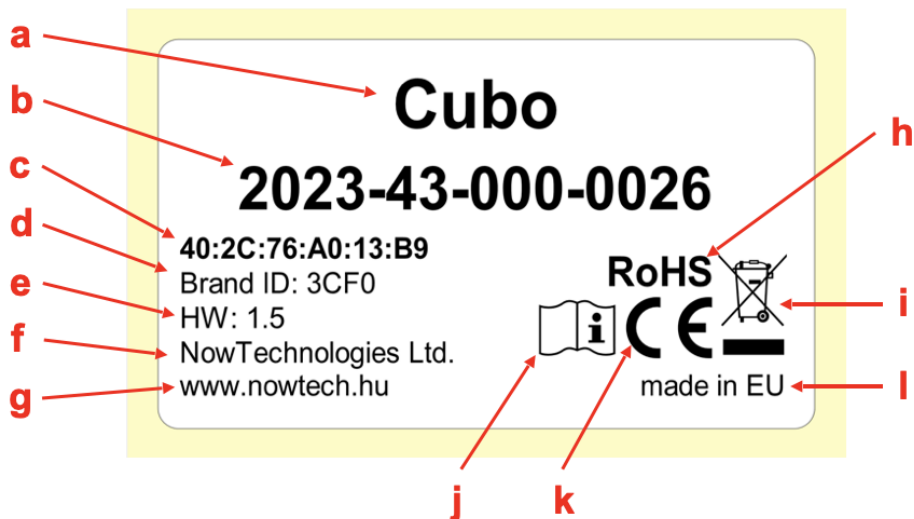 a
Cubo
b
2023-43-000-0026
c
h
40:2C:76:A0:13:B9
d
Brand ID: 3CF0
RoHS
e
HW: 1.5
i
i
CE
f
NowTechnologies Ltd.
g
www.nowtech.hu
made in EU
l
j
k